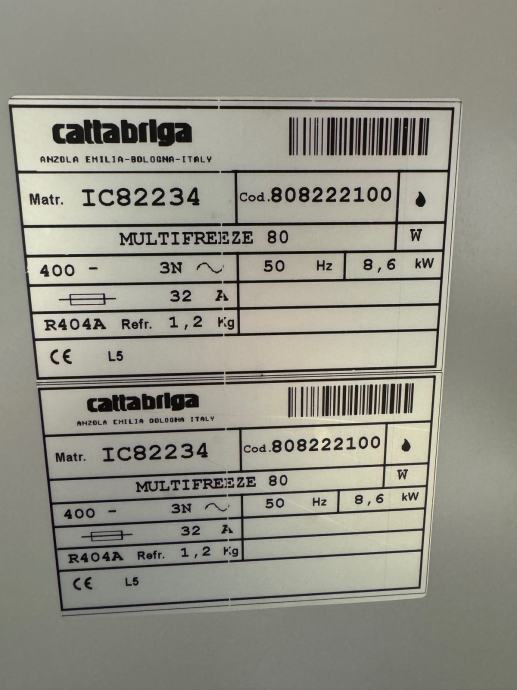 cattabriga
ANZOLA EMILIA-BOLOGNA-ITALY
Matr. IC82234 Cod.808222100
MULTIFREEZE 80 W
400 - 3N 50 Hz 8,6 kW
32 A
R404A Refr. 1,2 Kg
CE L5
cattabriga
ANZOLA EMILIA BOLOGNA ITALY
Matr. IC82234 Cod.808222100
MULTIFREEZE 80 W
400 - 3N 50 Hz 8,6 kW
32 A
R404A Refr. 1,2 Kg
CE L5